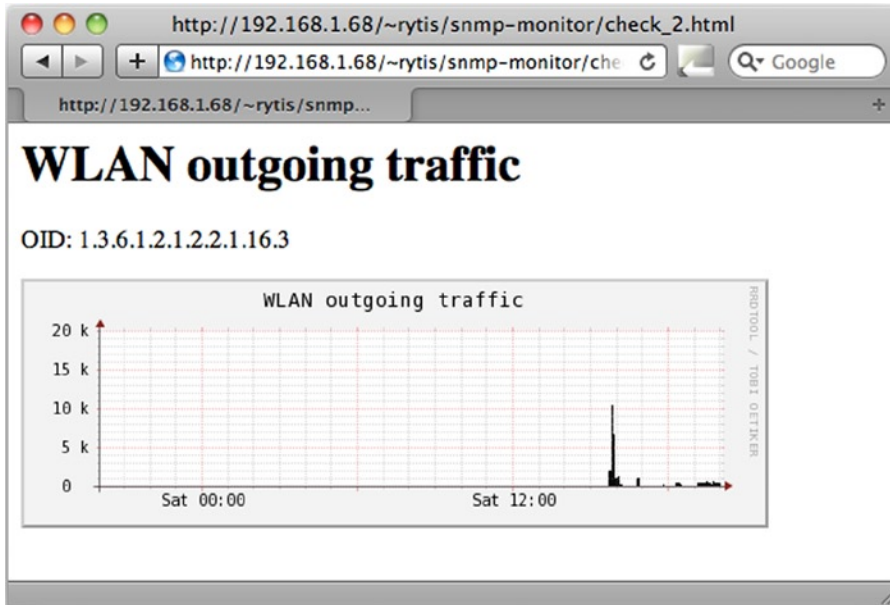 http://192.168.1.68/~rytis/snmp-monitor/check_2.html
http://192.168.1.68/~rytis/snmp-monitor/che
Google
http://192.168.1.68/~rytis/snmp...
WLAN outgoing traffic
OID: 1.3.6.1.2.1.2.2.1.16.3
WLAN outgoing traffic
RRDTOOL / TOBI OETIKER
20 k
15 k
10 k
5 k
0
Sat 00:00 Sat 12:00